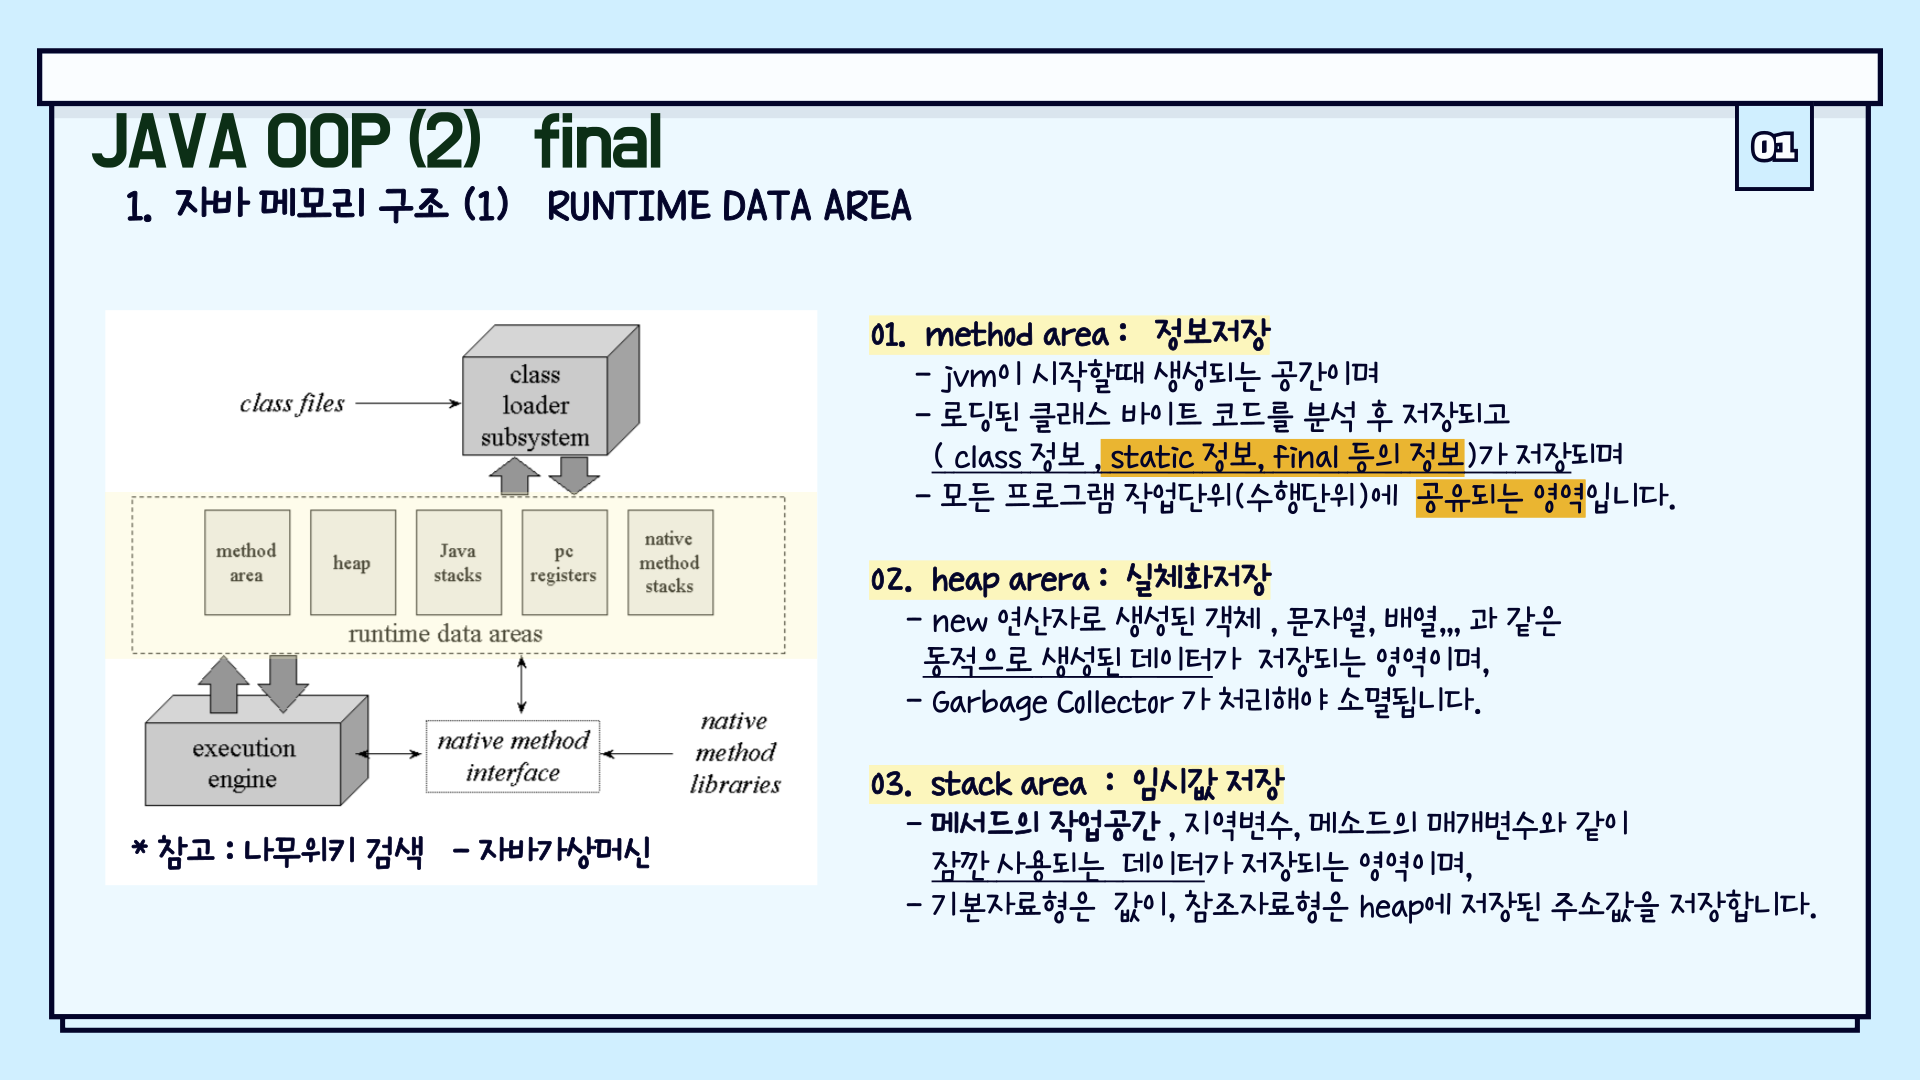 JAVA OOP (2) final
01
1. 자바 메모리 구조 (1) RUNTIME DATA AREA
class files
class
loader
subsystem
method
area
heap
Java
stacks
pc
registers
native
method
stacks
runtime data areas
execution
engine
native method
interface
native
method
libraries
* 참고 : 나무위키 검색 - 자바가상머신
01. method area : 정보저장
- jvm이 시작할때 생성되는 공간이며
- 로딩된 클래스 바이트 코드를 분석 후 저장되고
( class 정보 , static 정보, final 등의 정보)가 저장되며
- 모든 프로그램 작업단위(수행단위)에 공유되는 영역입니다.
02. heap arera : 실체화저장
- new 연산자로 생성된 객체 , 문자열, 배열,,, 과 같은
동적으로 생성된 데이터가 저장되는 영역이며,
- Garbage Collector 가 처리해야 소멸됩니다.
03. stack area : 임시값 저장
- 메서드의 작업공간 , 지역변수, 메소드의 매개변수와 같이
잠깐 사용되는 데이터가 저장되는 영역이며,
- 기본자료형은 값이, 참조자료형은 heap에 저장된 주소값을 저장합니다.